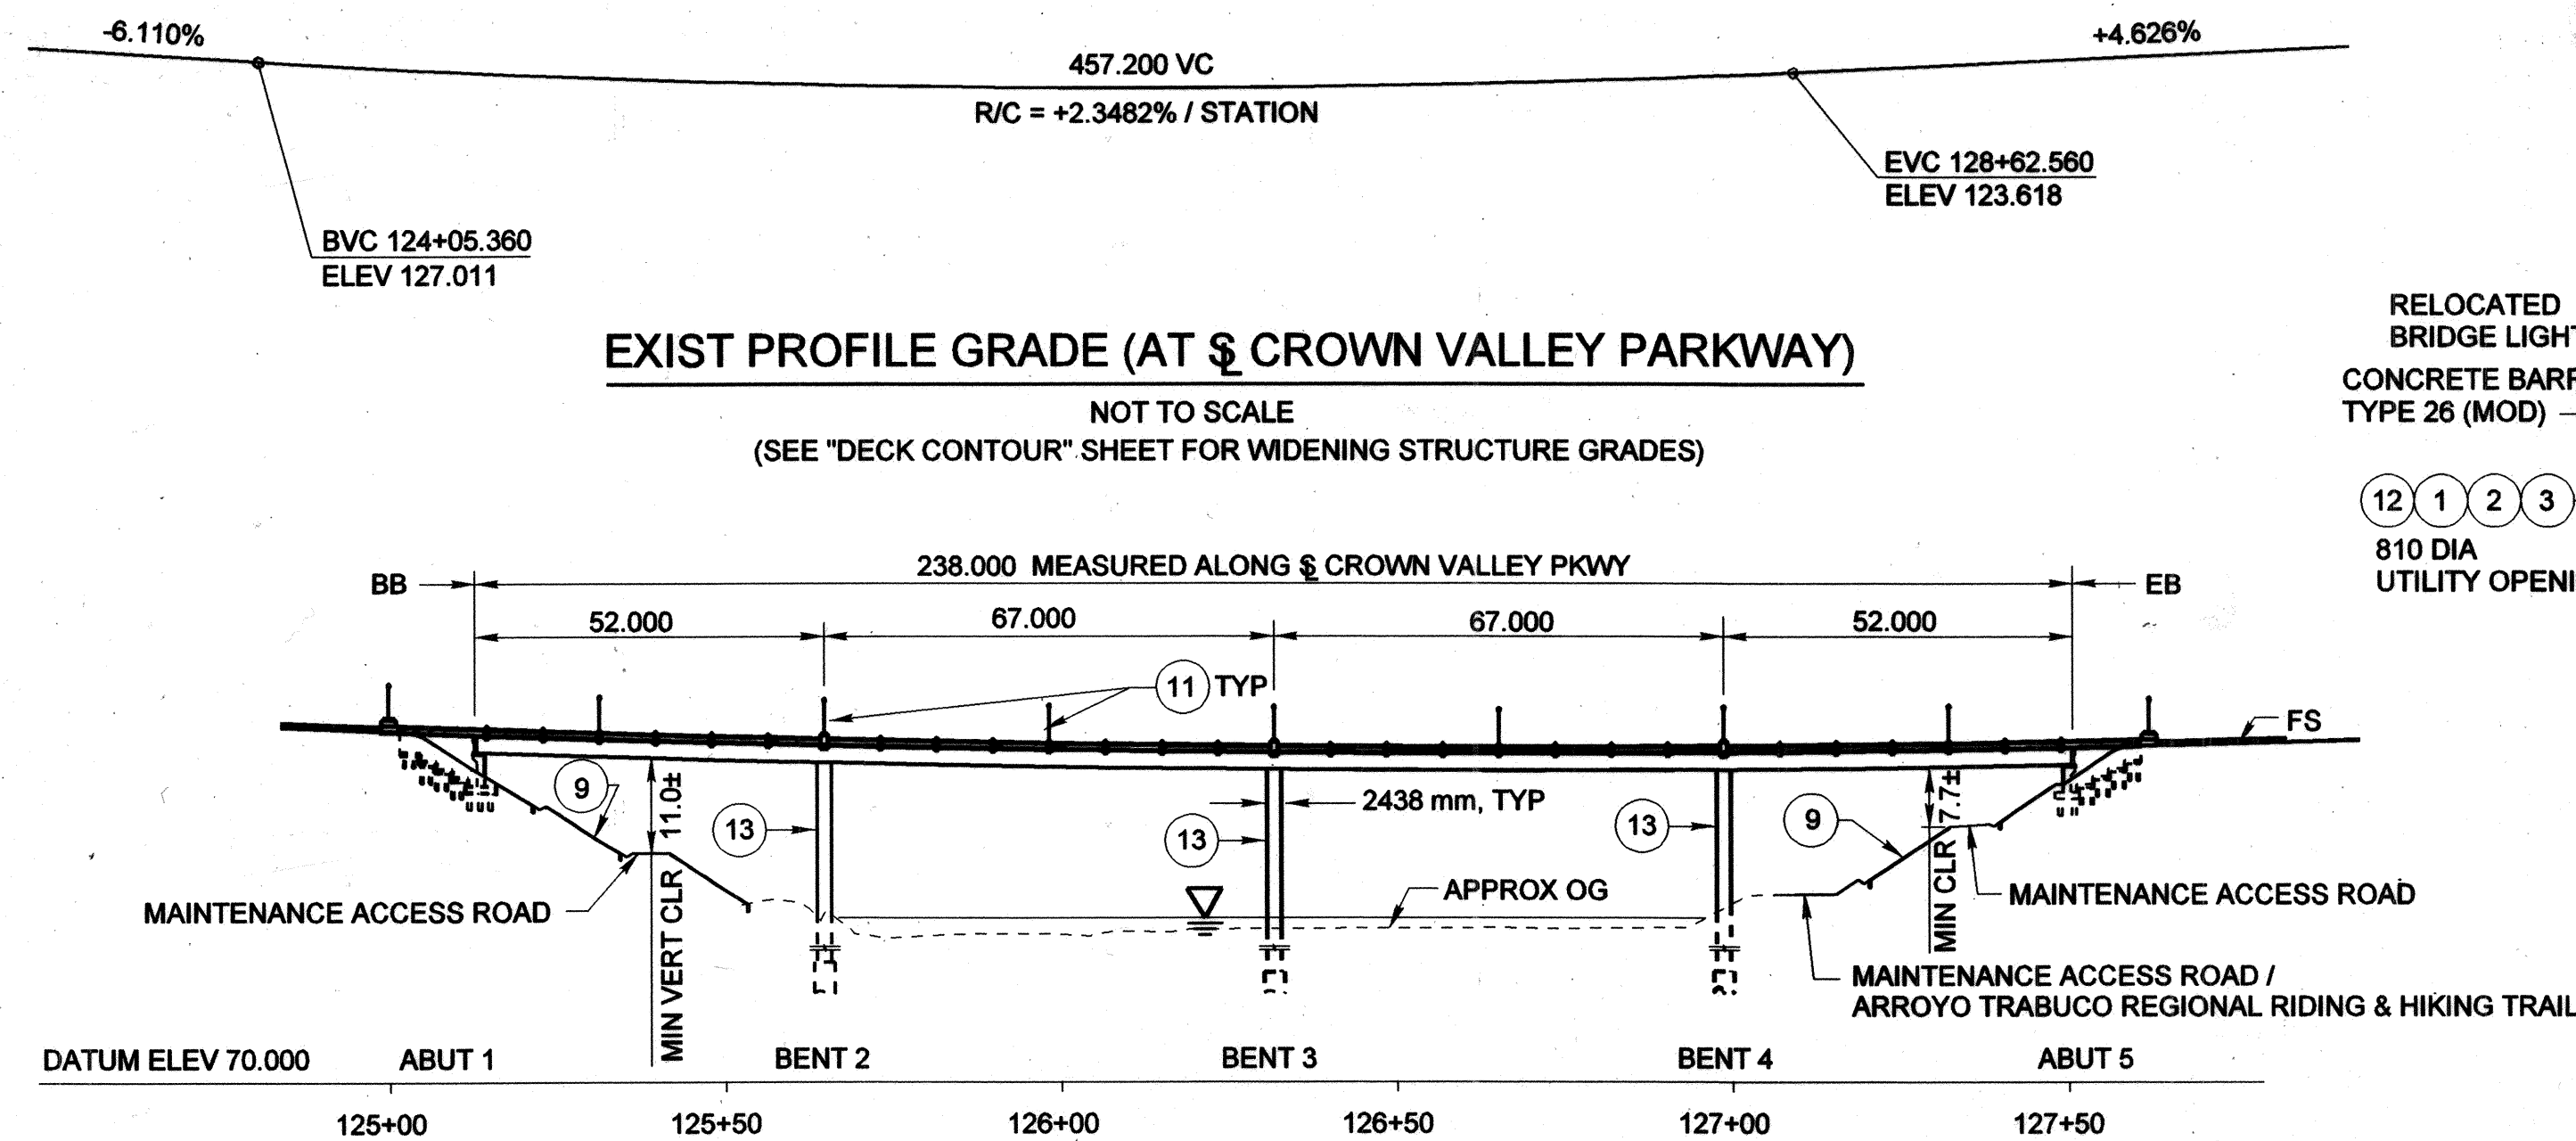 -6.110%
+4.626%
457.200 VC
R/C = +2.3482% / STATION
EVC 128+62.560
ELEV 123.618
BVC 124+05.360
ELEV 127.011
EXIST PROFILE GRADE (AT ℄ CROWN VALLEY PARKWAY)
NOT TO SCALE
(SEE "DECK CONTOUR" SHEET FOR WIDENING STRUCTURE GRADES)
RELOCATED
BRIDGE LIGHT
CONCRETE BARR
TYPE 26 (MOD)
12 1 2 3
810 DIA
UTILITY OPENI
BB
238.000 MEASURED ALONG ℄ CROWN VALLEY PKWY
EB
52.000
67.000
67.000
52.000
11 TYP
FS
9
13
13
2438 mm, TYP
13
9
MIN VERT CLR 11.0±
MIN CLR 7.7±
APPROX OG
MAINTENANCE ACCESS ROAD
MAINTENANCE ACCESS ROAD
MAINTENANCE ACCESS ROAD /
ARROYO TRABUCO REGIONAL RIDING & HIKING TRAIL
DATUM ELEV 70.000
ABUT 1
BENT 2
BENT 3
BENT 4
ABUT 5
125+00
125+50
126+00
126+50
127+00
127+50